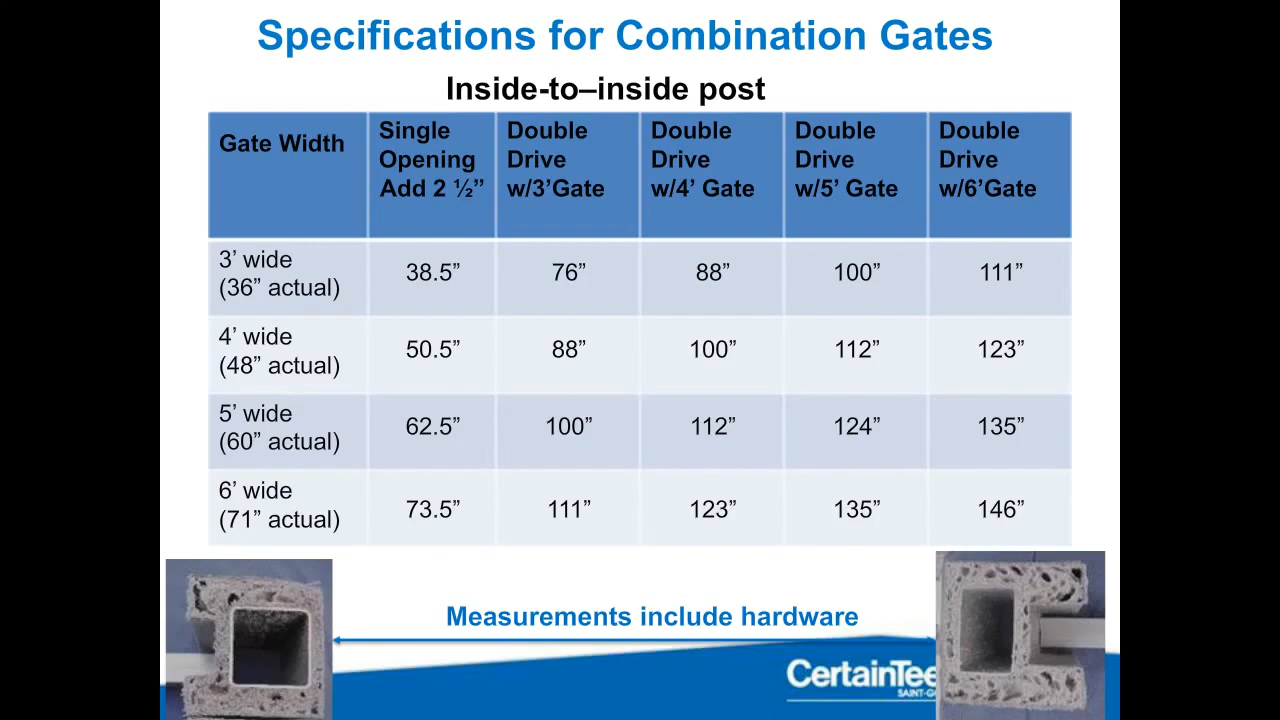 Specifications for Combination Gates
Inside-to–inside post
Gate Width
Single
Opening
Add 2 ½”
Double
Drive
w/3’Gate
Double
Drive
w/4’ Gate
Double
Drive
w/5’ Gate
Double
Drive
w/6’Gate
3’ wide
(36” actual)
38.5”
76”
88”
100”
111”
4’ wide
(48” actual)
50.5”
88”
100”
112”
123”
5’ wide
(60” actual)
62.5”
100”
112”
124”
135”
6’ wide
(71” actual)
73.5”
111”
123”
135”
146”
Measurements include hardware
CertainTee
SAINT-G